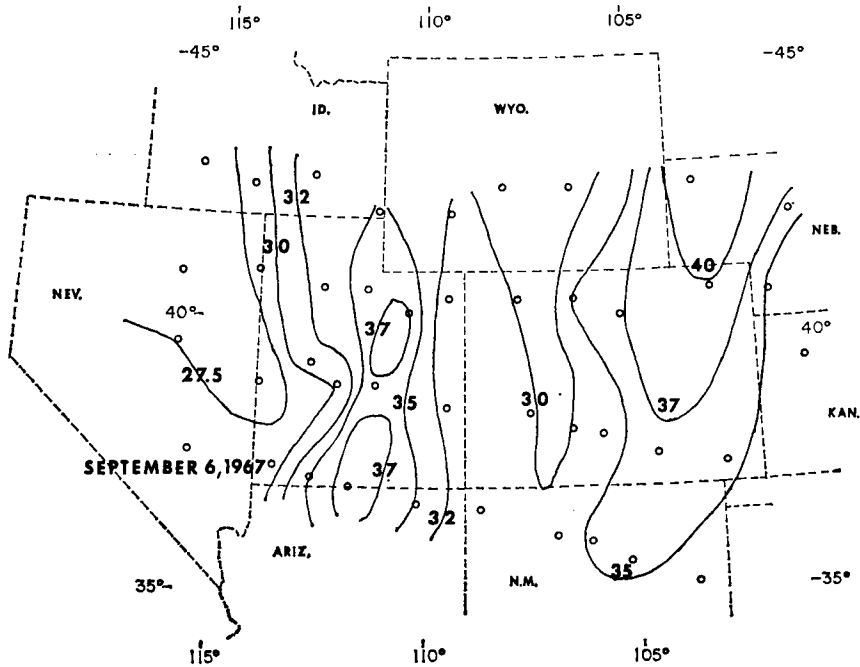 115° 110° 105°
-45° -45°
ID. WYO.
32
30
NEB.
40
NEV.
40°-
37
40°
27.5
30
35
37
KAN.
SEPTEMBER 6, 1967
37
32
ARIZ,
35
35°-
N.M.
-35°
115° 110° 105°